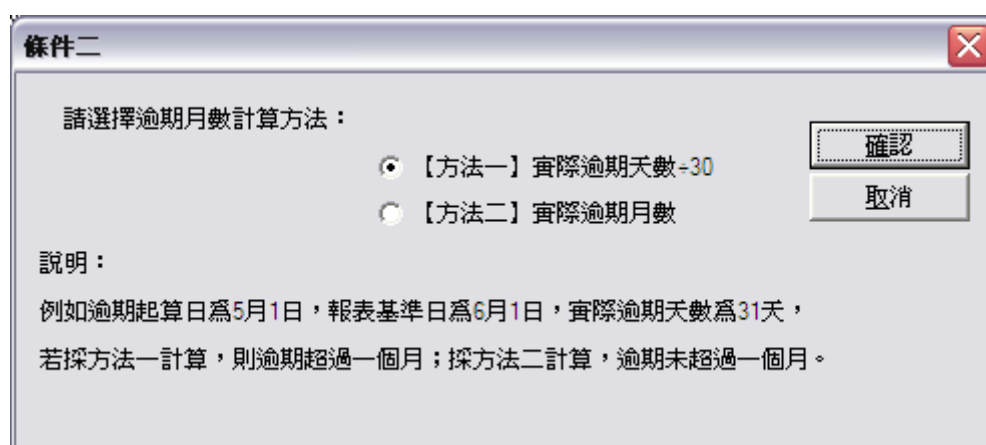 條件二
請選擇逾期月數計算方法：
【方法一】實際逾期天數÷30
確認
【方法二】實際逾期月數
取消
說明：
例如逾期起算日爲5月1日，報表基準日爲6月1日，實際逾期天數爲31天，
若採方法一計算，則逾期超過一個月；採方法二計算，逾期未超過一個月。